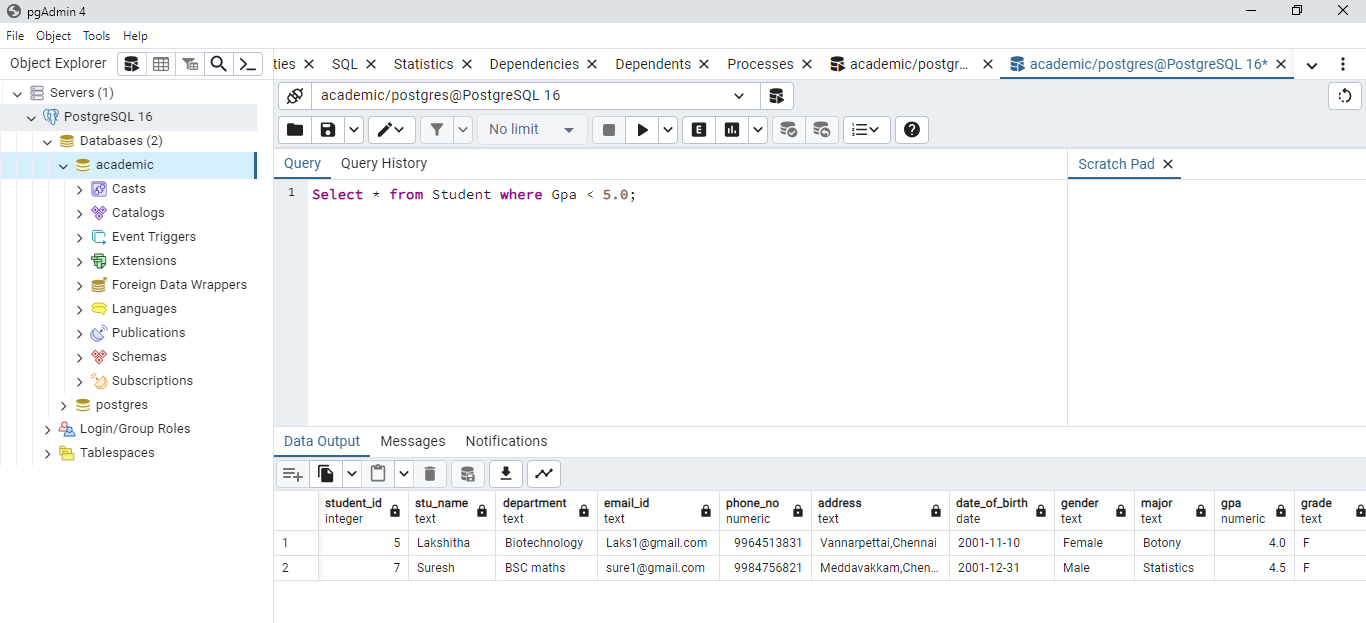 pgAdmin 4
File Object Tools Help
Object Explorer
ties SQL Statistics Dependencies Dependents Processes academic/postgr... academic/postgres@PostgreSQL 16*
Servers (1)
PostgreSQL 16
Databases (2)
academic
Casts
Catalogs
Event Triggers
Extensions
Foreign Data Wrappers
Languages
Publications
Schemas
Subscriptions
postgres
Login/Group Roles
Tablespaces
academic/postgres@PostgreSQL 16
No limit
E
Query Query History
Scratch Pad
1 Select * from Student where Gpa < 5.0;
Data Output Messages Notifications
student_id stu_name department email_id phone_no address date_of_birth gender major gpa grade
integer text text text numeric text date text text numeric text
1 5 Lakshitha Biotechnology Laks1@gmail.com 9964513831 Vannarpettai,Chennai 2001-11-10 Female Botony 4.0 F
2 7 Suresh BSC maths sure1@gmail.com 9984756821 Meddavakkam,Chen... 2001-12-31 Male Statistics 4.5 F